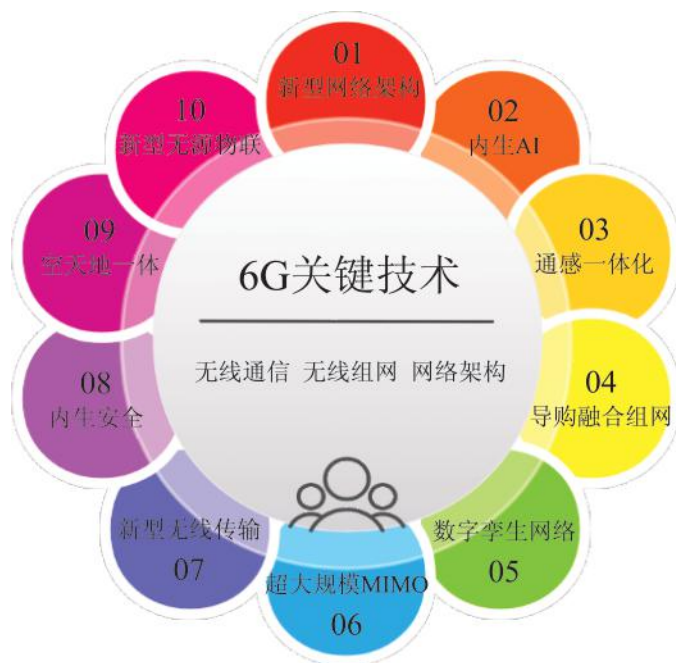 01
新型网络架构
02
内生AI
03
通感一体化
04
导购融合组网
数字孪生网络
05
超大规模MIMO
06
新型无线传输
07
08
内生安全
09
空天地一体
10
新型无源物联
6G关键技术
无线通信 无线组网 网络架构